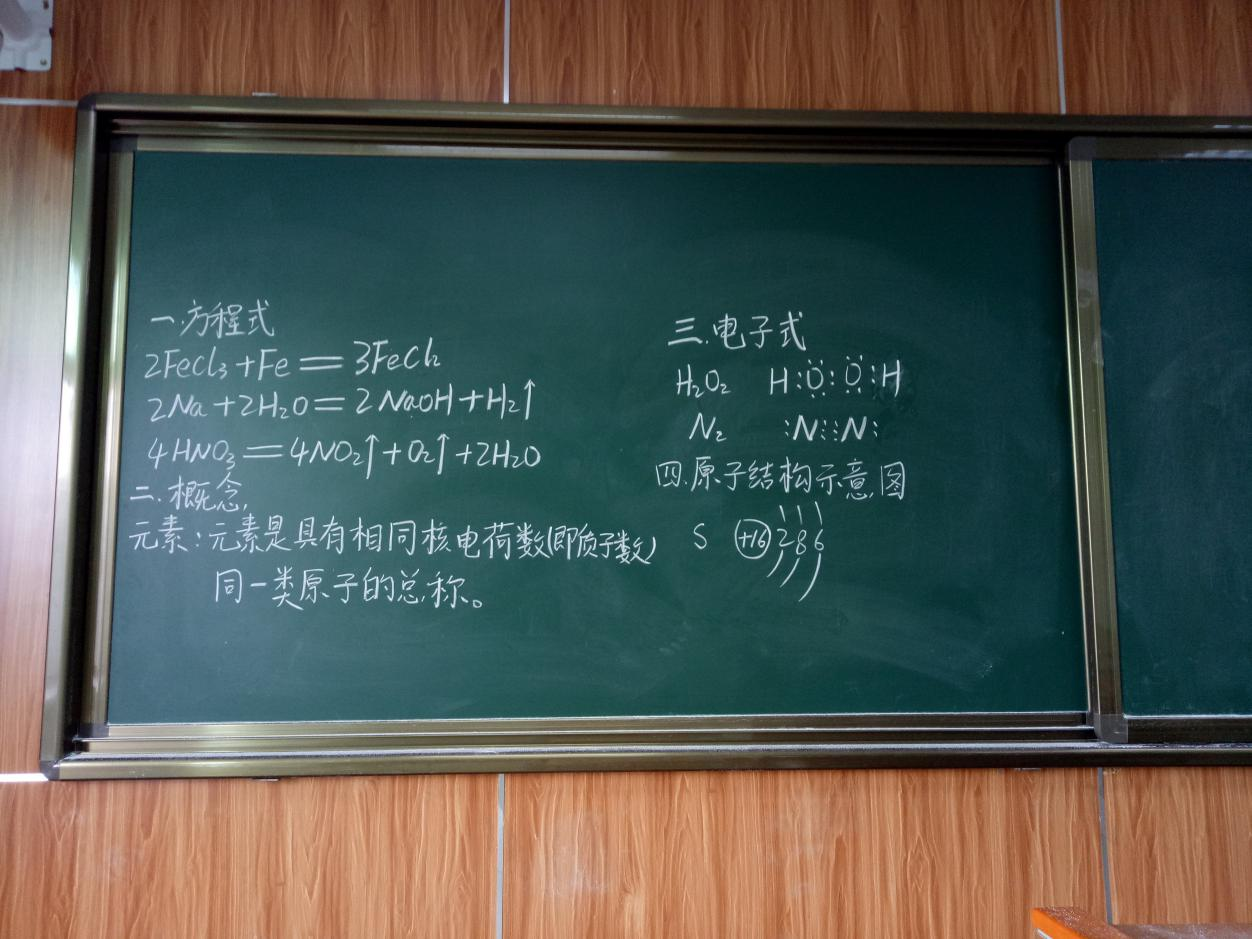 一.方程式
2FeCl₃+Fe=3FeCl₂
2Na+2H₂O=2NaOH+H₂↑
4HNO₃=4NO₂↑+O₂↑+2H₂O
二.概念.
元素:元素是具有相同核电荷数(即质子数)
同一类原子的总称。
三.电子式
H₂O₂ H:Ö::Ö:H
N₂ :N⋮⋮N:
四.原子结构示意图
S +16 2 8 6